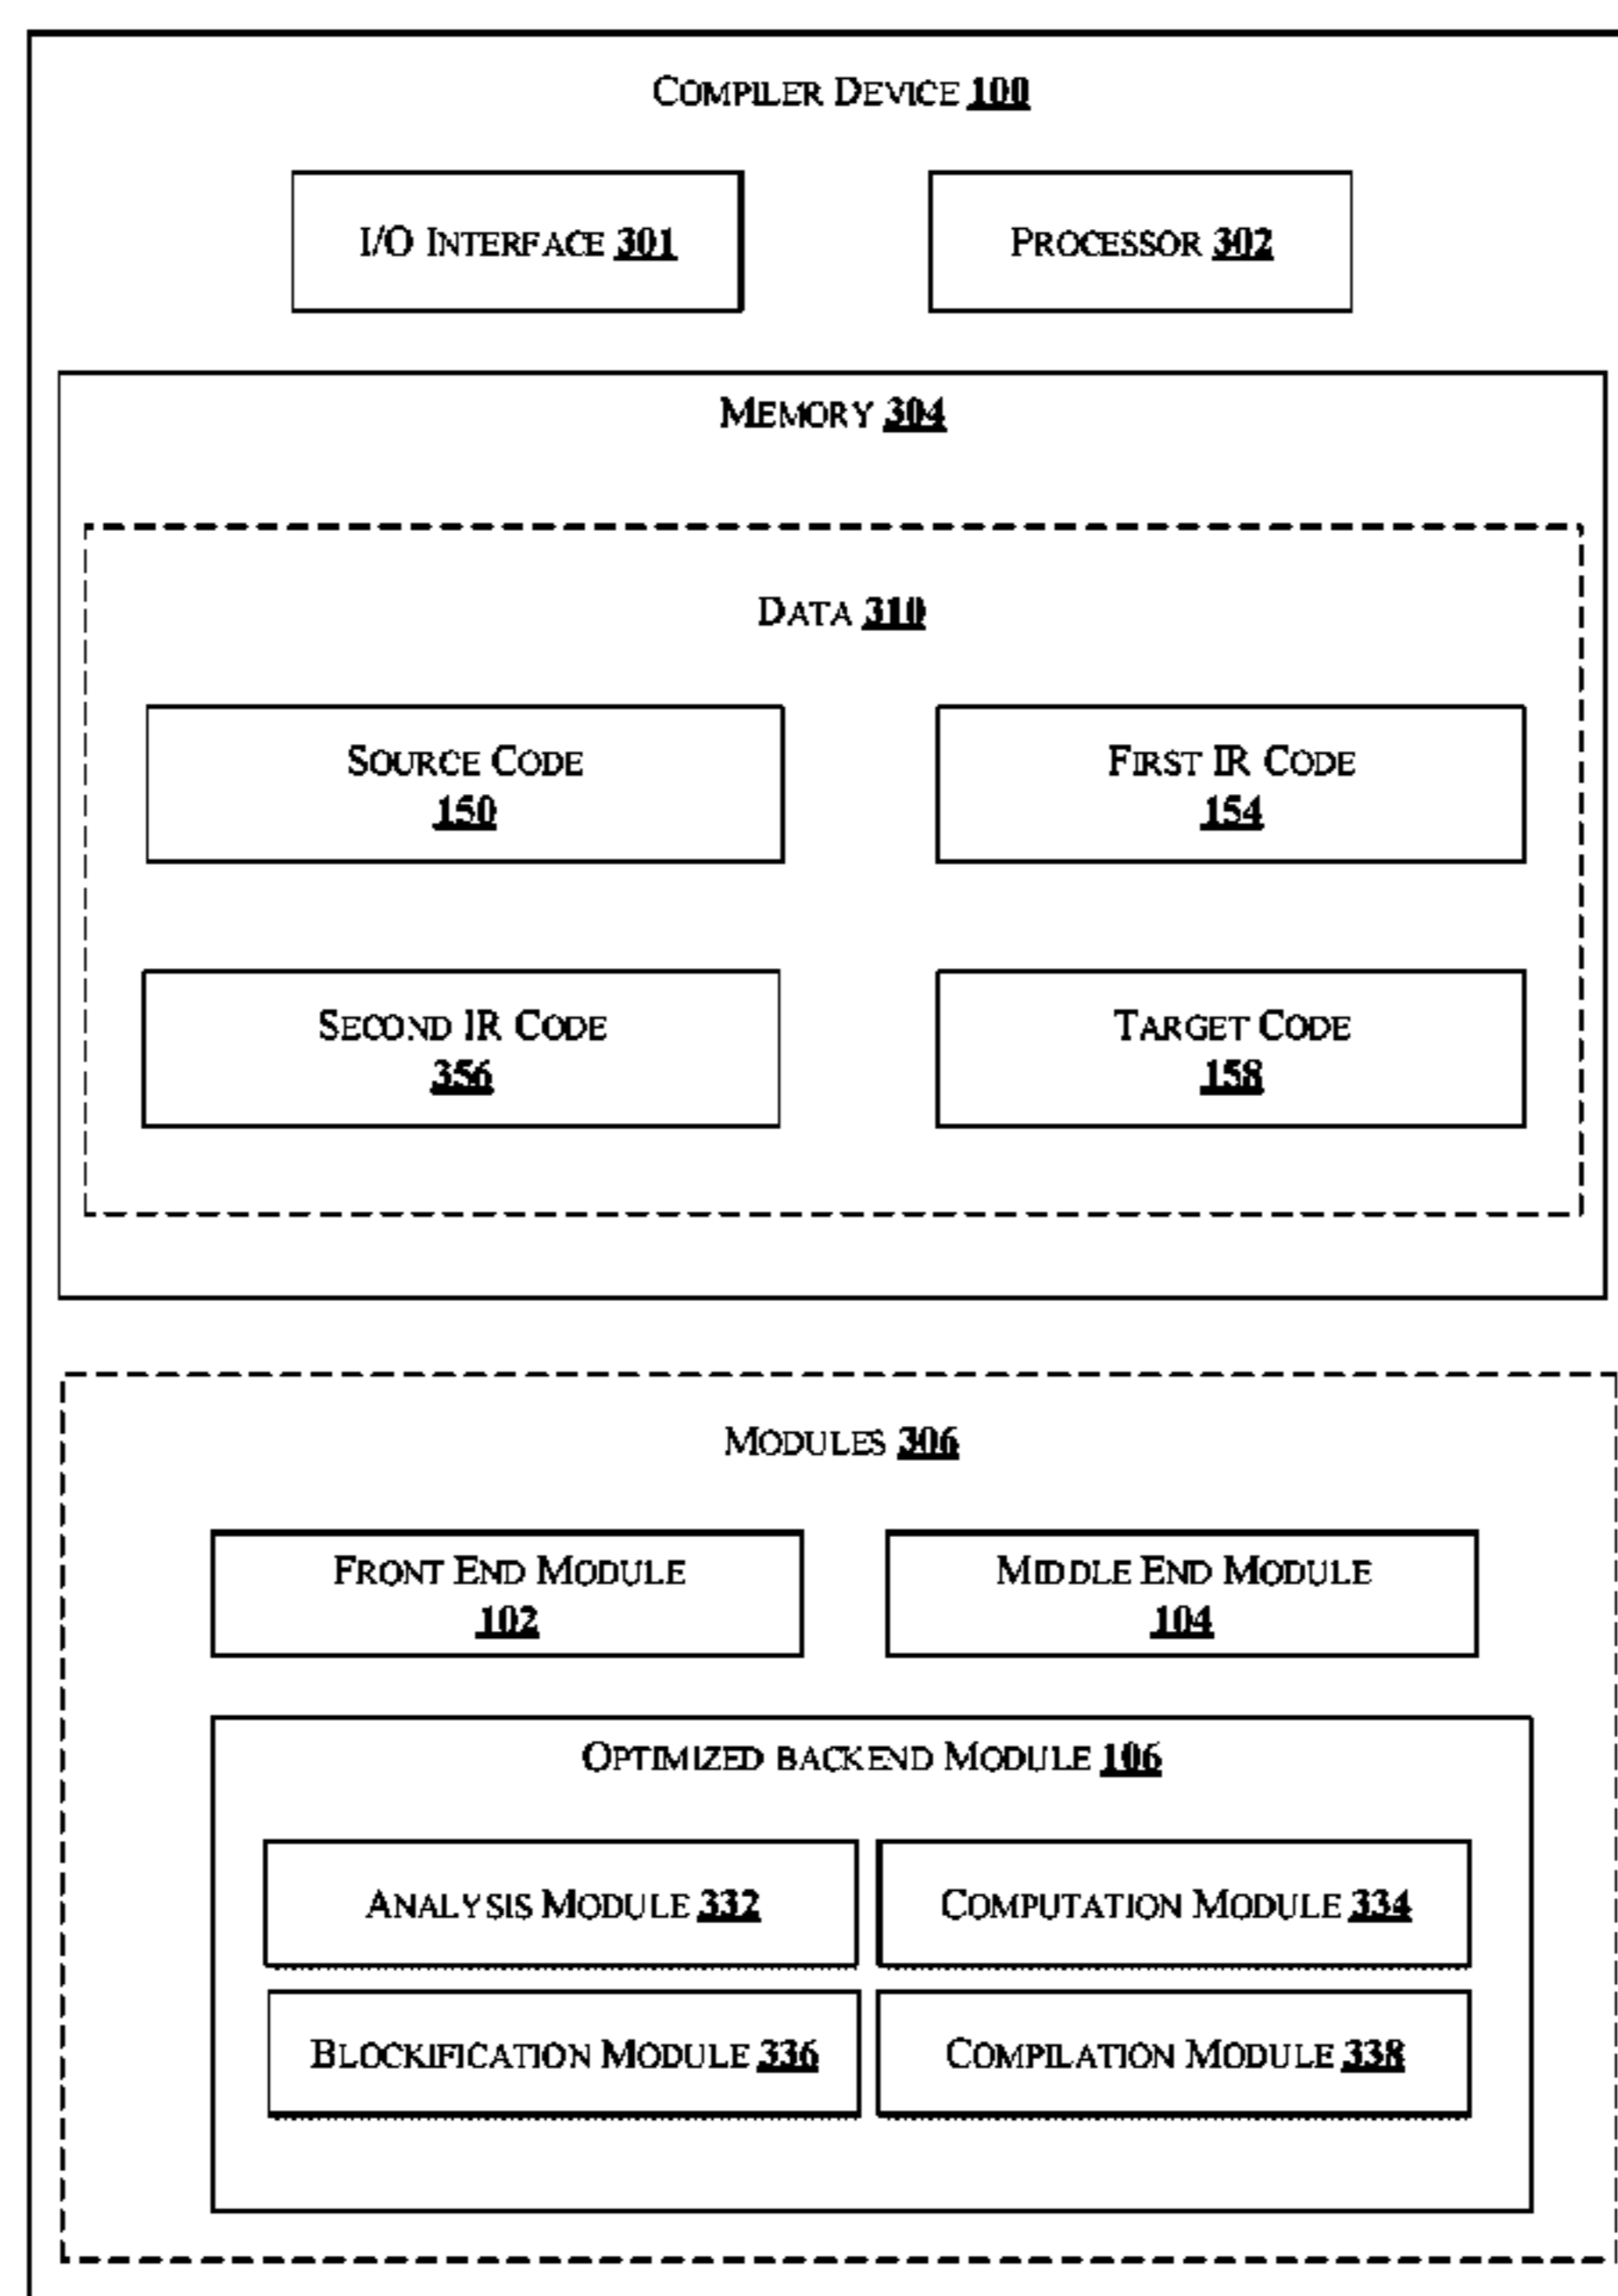 COMPILER DEVICE 100
I/O INTERFACE 301
PROCESSOR 302
MEMORY 304
DATA 310
SOURCE CODE
150
FIRST IR CODE
154
SECOND IR CODE
356
TARGET CODE
158
MODULES 306
FRONT END MODULE
102
MIDDLE END MODULE
104
OPTIMIZED BACKEND MODULE 106
ANALYSIS MODULE 332
COMPUTATION MODULE 334
BLOCKIFICATION MODULE 336
COMPILATION MODULE 338